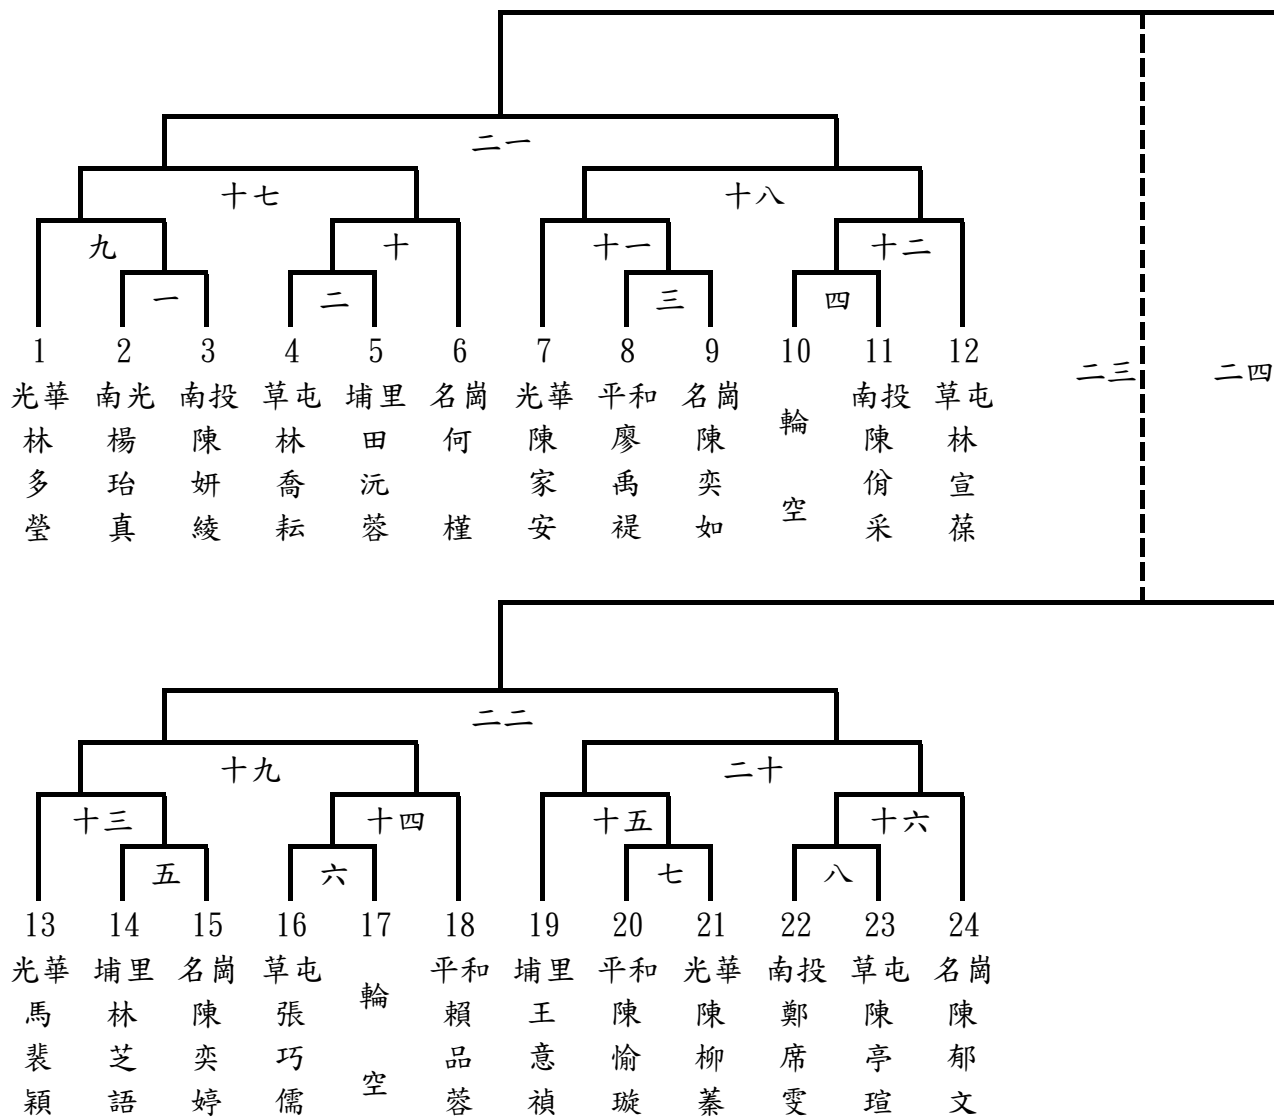 二一
十七 十八
九 十 十一 十二
一 二 三 四
1 2 3 4 5 6 7 8 9 10 11 12
光華林多瑩
南光楊珆真
南投陳妍綾
草屯林喬耘
埔里田沅蓉
名崗何槿
光華陳家安
平和廖禹禔
名崗陳奕如
輪空
南投陳佾采
草屯林宣葆
二三 二四
二二
十九 二十
十三 十四 十五 十六
五 六 七 八
13 14 15 16 17 18 19 20 21 22 23 24
光華馬裴穎
埔里林芝語
名崗陳奕婷
草屯張巧儒
輪空
平和賴品蓉
埔里王意禎
平和陳愉璇
光華陳柳蓁
南投鄭席雯
草屯陳亭瑄
名崗陳郁文